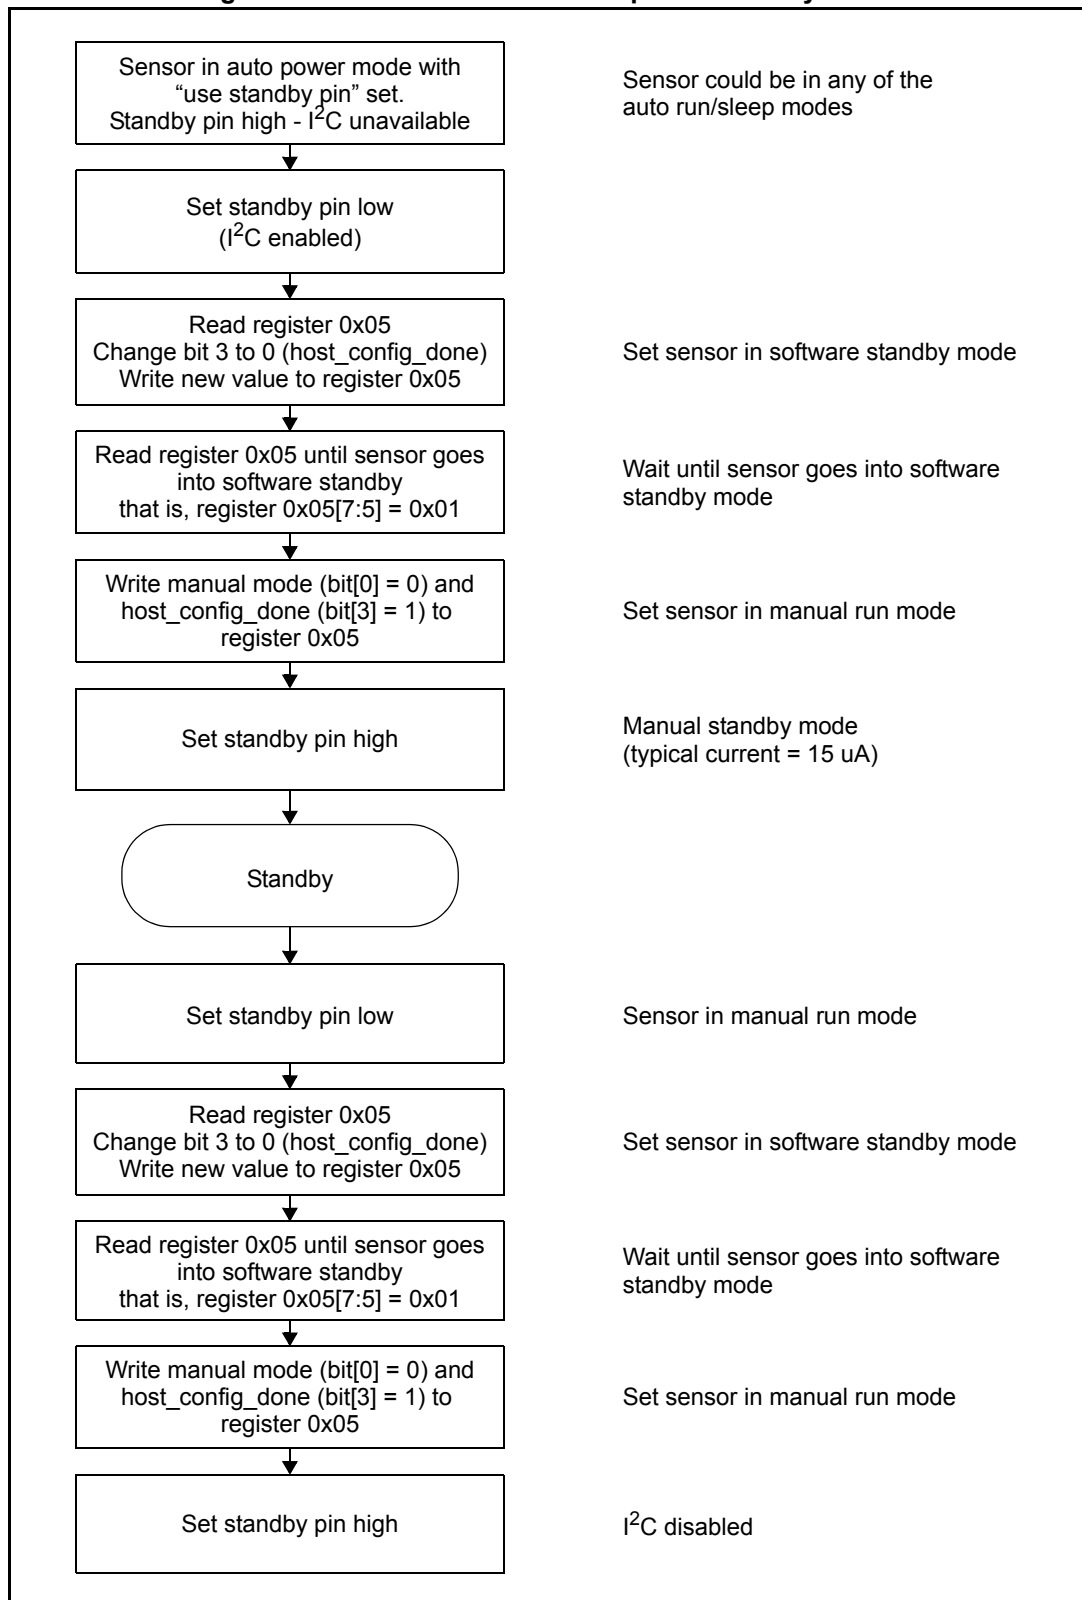 Sensor in auto power mode with
“use standby pin” set.
Standby pin high - I2C unavailable
Sensor could be in any of the
auto run/sleep modes
Set standby pin low
(I2C enabled)
Read register 0x05
Change bit 3 to 0 (host_config_done)
Write new value to register 0x05
Set sensor in software standby mode
Read register 0x05 until sensor goes
into software standby
that is, register 0x05[7:5] = 0x01
Wait until sensor goes into software
standby mode
Write manual mode (bit[0] = 0) and
host_config_done (bit[3] = 1) to
register 0x05
Set sensor in manual run mode
Set standby pin high
Manual standby mode
(typical current = 15 uA)
Standby
Set standby pin low
Sensor in manual run mode
Read register 0x05
Change bit 3 to 0 (host_config_done)
Write new value to register 0x05
Set sensor in software standby mode
Read register 0x05 until sensor goes
into software standby
that is, register 0x05[7:5] = 0x01
Wait until sensor goes into software
standby mode
Write manual mode (bit[0] = 0) and
host_config_done (bit[3] = 1) to
register 0x05
Set sensor in manual run mode
Set standby pin high
I2C disabled